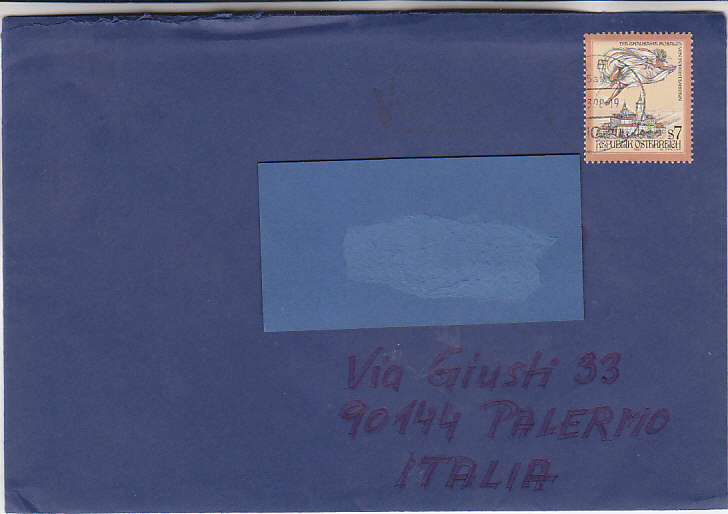 REPUBLIK ÖSTERREICH
S7
Via Giusti 33
90144 PALERMO
ITALIA